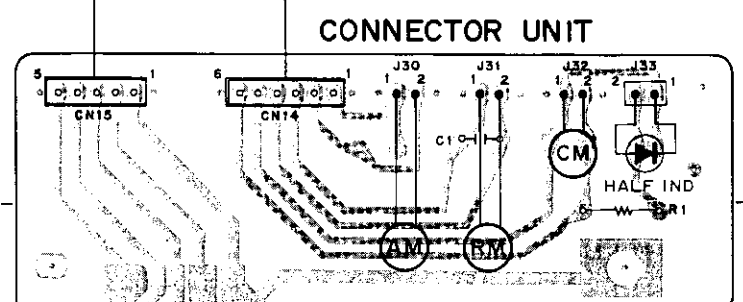 CONNECTOR UNIT
J30 J31 J32 J33
5 1 6 1 1 2 1 2 1 2 2 1
CN15 CN14
C1
CM
HALF IND
R1
AM RM